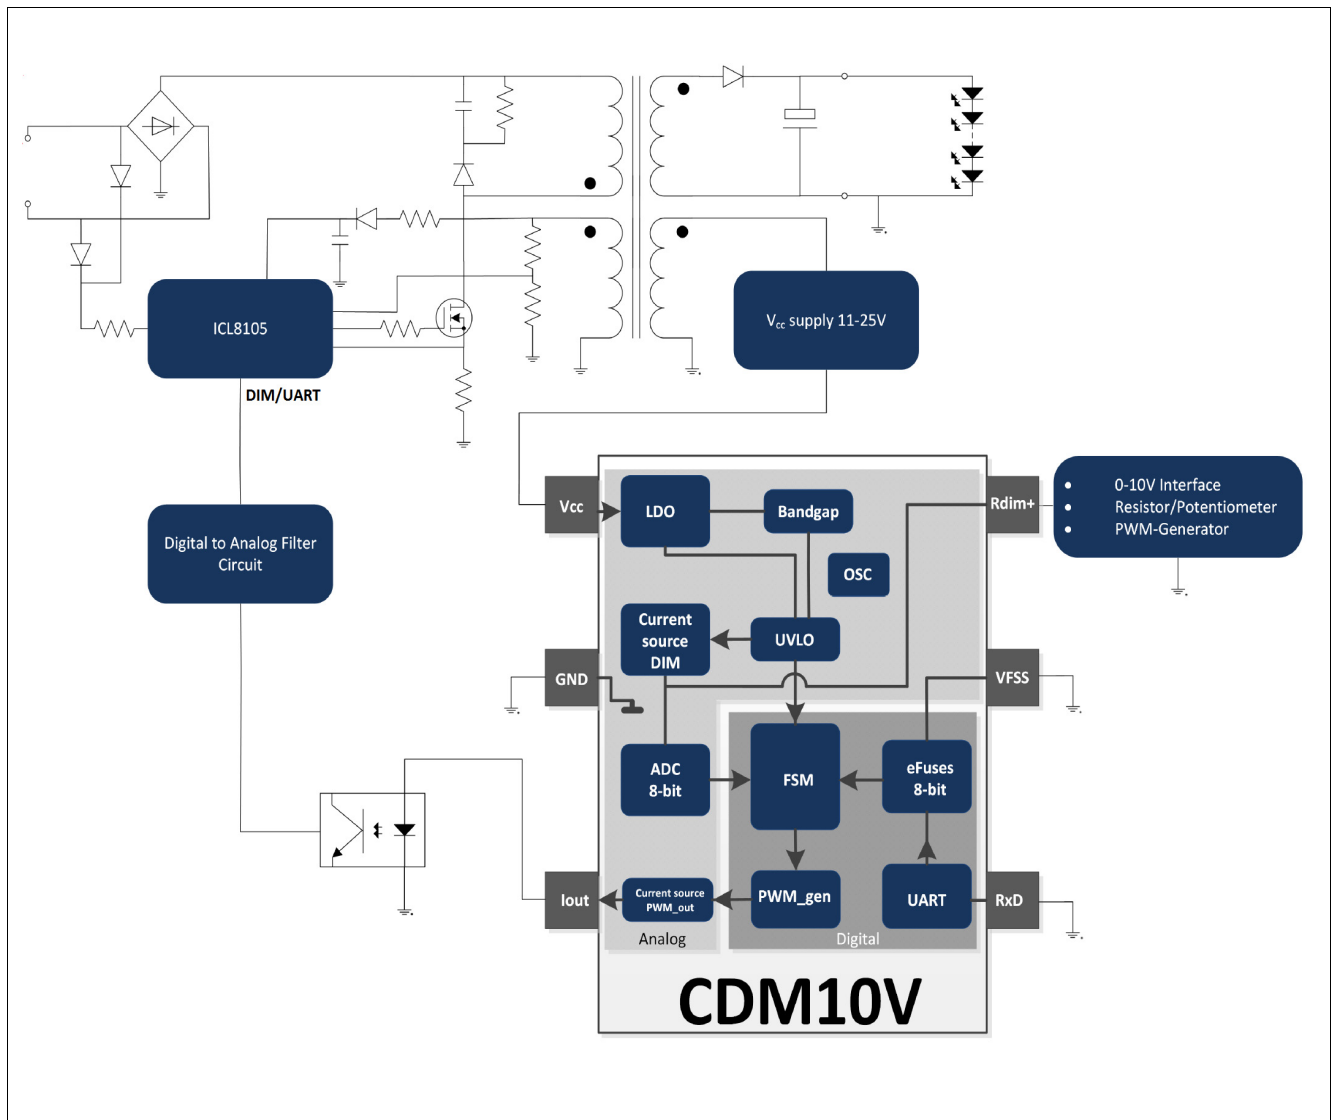 ICL8105
DIM/UART
V_cc supply 11-25V
Digital to Analog Filter
Circuit
Vcc
LDO
Bandgap
OSC
Rdim+
• 0-10V Interface
• Resistor/Potentiometer
• PWM-Generator
Current
source
DIM
UVLO
GND
VFSS
ADC
8-bit
FSM
eFuses
8-bit
Iout
Current source
PWM_out
PWM_gen
UART
RxD
Analog
Digital
CDM10V